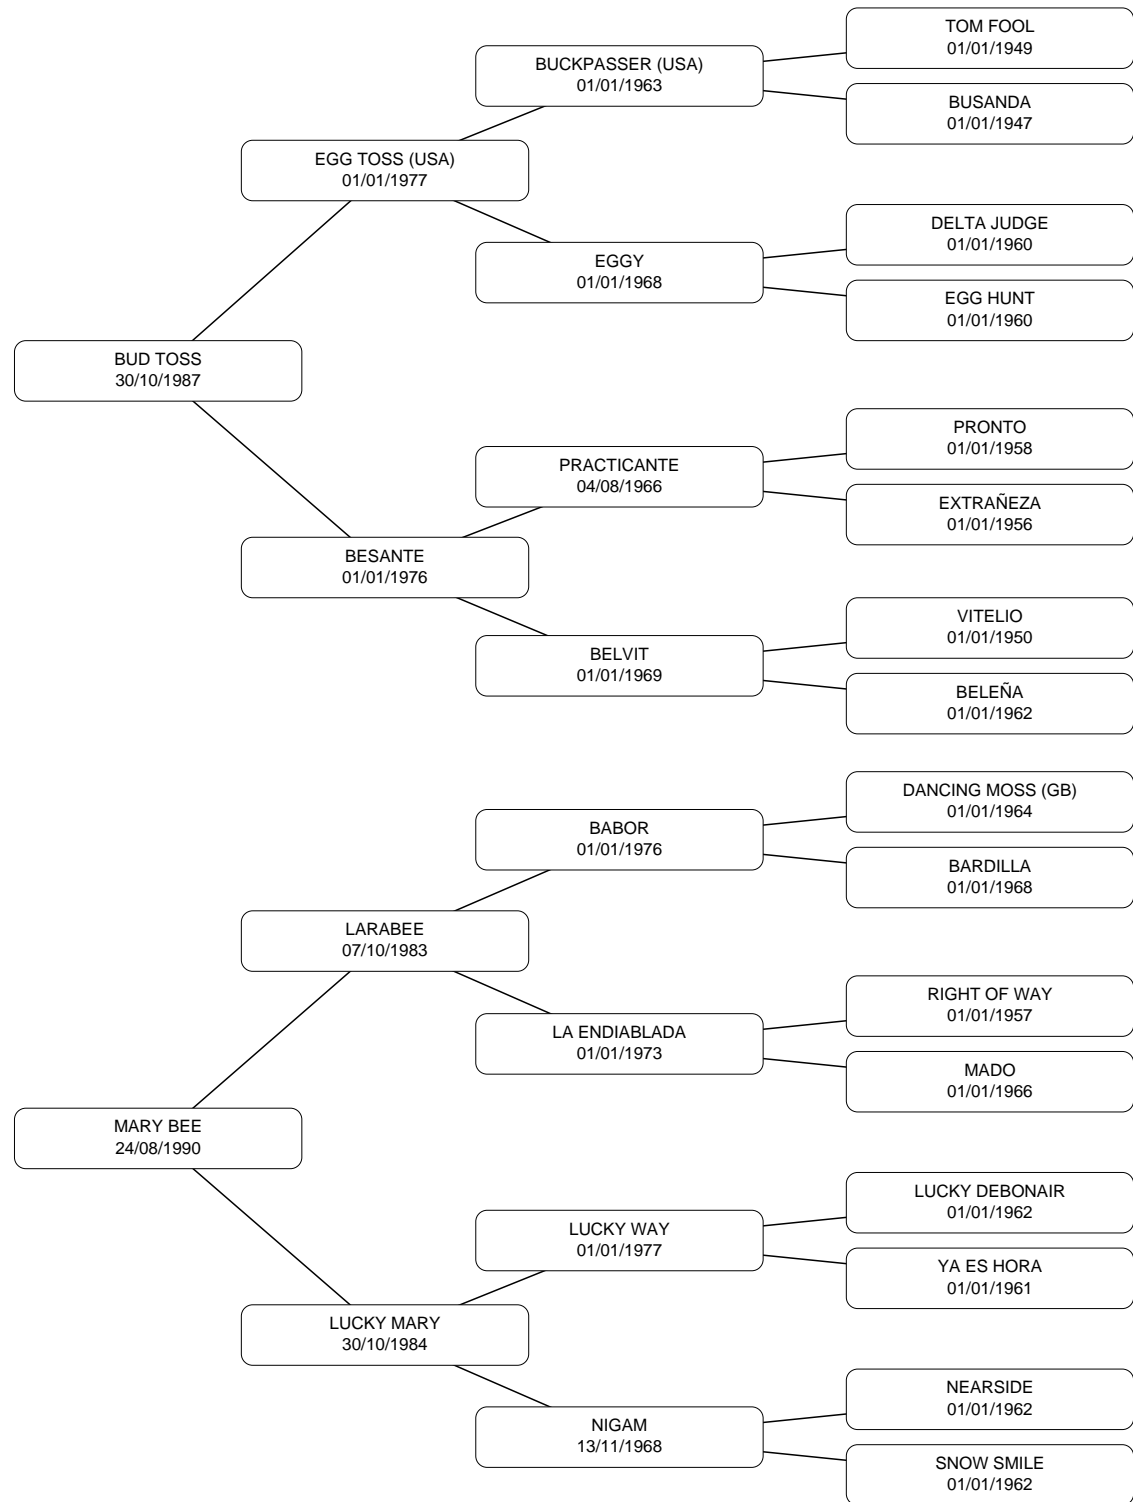 TOM FOOL
01/01/1949
BUCKPASSER (USA)
01/01/1963
BUSANDA
01/01/1947
EGG TOSS (USA)
01/01/1977
DELTA JUDGE
01/01/1960
EGGY
01/01/1968
EGG HUNT
01/01/1960
BUD TOSS
30/10/1987
PRONTO
01/01/1958
PRACTICANTE
04/08/1966
EXTRAÑEZA
01/01/1956
BESANTE
01/01/1976
VITELIO
01/01/1950
BELVIT
01/01/1969
BELEÑA
01/01/1962
DANCING MOSS (GB)
01/01/1964
BABOR
01/01/1976
BARDILLA
01/01/1968
LARABEE
07/10/1983
RIGHT OF WAY
01/01/1957
LA ENDIABLADA
01/01/1973
MADO
01/01/1966
MARY BEE
24/08/1990
LUCKY DEBONAIR
01/01/1962
LUCKY WAY
01/01/1977
YA ES HORA
01/01/1961
LUCKY MARY
30/10/1984
NEARSIDE
01/01/1962
NIGAM
13/11/1968
SNOW SMILE
01/01/1962